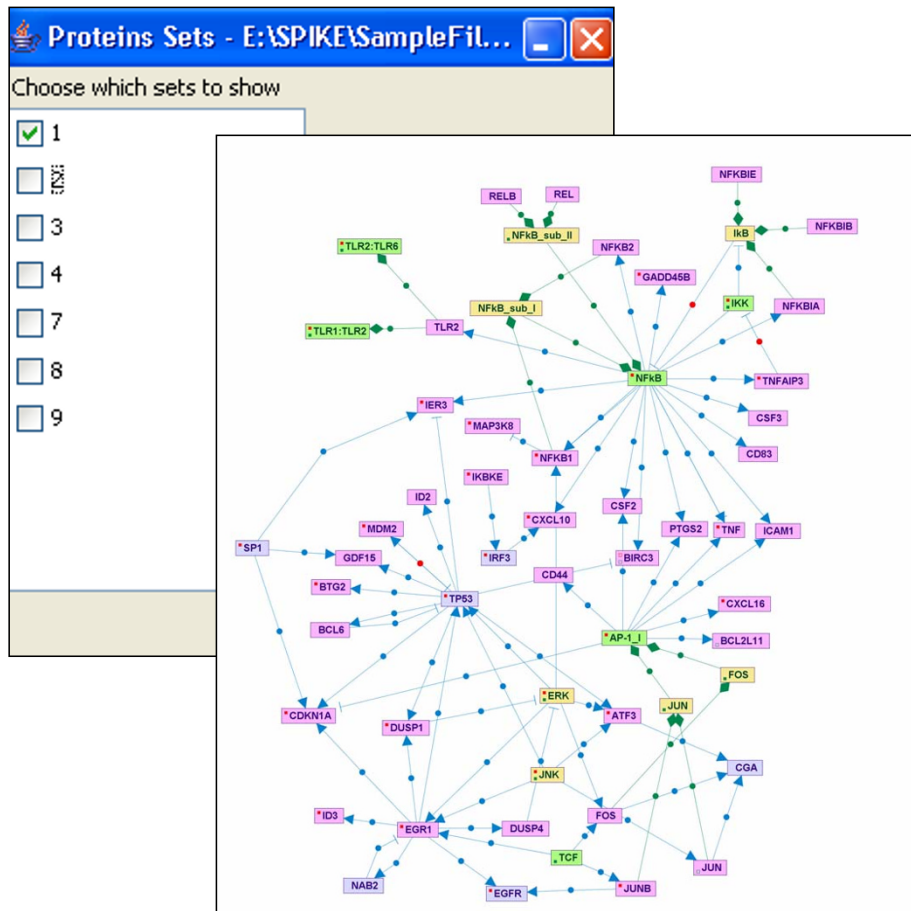 Proteins Sets - E:\SPIKE\SampleFil...
Choose which sets to show
1
3
4
7
8
9
NFKBIE
RELB
REL
NFkB_sub_II
IkB
NFKBIB
TLR2:TLR6
NFKB2
GADD45B
NFkB_sub_I
IKK
NFKBIA
TLR1:TLR2
TLR2
NFkB
TNFAIP3
IER3
CSF3
MAP3K8
NFKB1
CD83
IKBKE
ID2
CSF2
CXCL10
MDM2
PTGS2
TNF
ICAM1
SP1
GDF15
IRF3
BIRC3
CD44
BTG2
TP53
CXCL16
BCL6
AP-1_I
BCL2L11
FOS
ERK
JUN
CDKN1A
DUSP1
ATF3
CGA
JNK
ID3
EGR1
DUSP4
FOS
TCF
JUN
NAB2
EGFR
JUNB